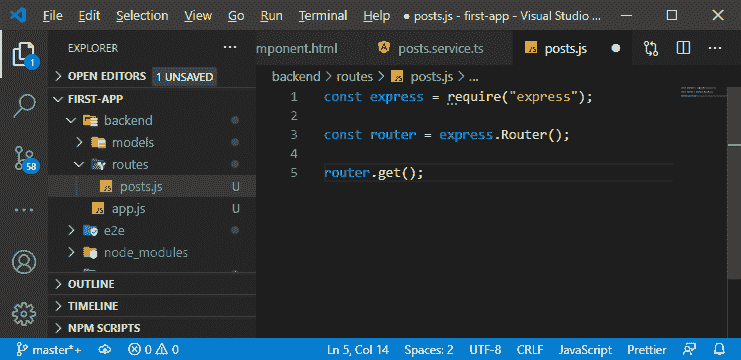 File Edit Selection View Go Run Terminal Help posts.js - first-app - Visual Studio ...
EXPLORER
mponent.html posts.service.ts JS posts.js
OPEN EDITORS 1 UNSAVED
backend > routes > JS posts.js > ...
FIRST-APP
1 const express = require("express");
backend
2
models
3 const router = express.Router();
routes
4
JS posts.js U
5 router.get();
JS app.js U
e2e
node_modules
OUTLINE
TIMELINE
NPM SCRIPTS
1
58
master*+ 0 0 Ln 5, Col 14 Spaces: 2 UTF-8 CRLF JavaScript Prettier